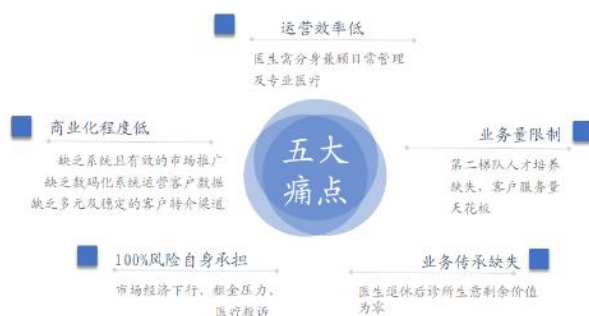 运营效率低
医生需分身兼顾日常管理
及专业医疗
商业化程度低
缺乏系统且有效的市场推广
缺乏数码化系统运营客户数据
缺乏多元及稳定的客户转介渠道
五大
痛点
业务量限制
第二梯队人才培养
缺失，客户服务量
天花板
100%风险自身承担
市场经济下行、租金压力、
医疗投诉
业务传承缺失
医生退休后诊所生意剩余价值
为零